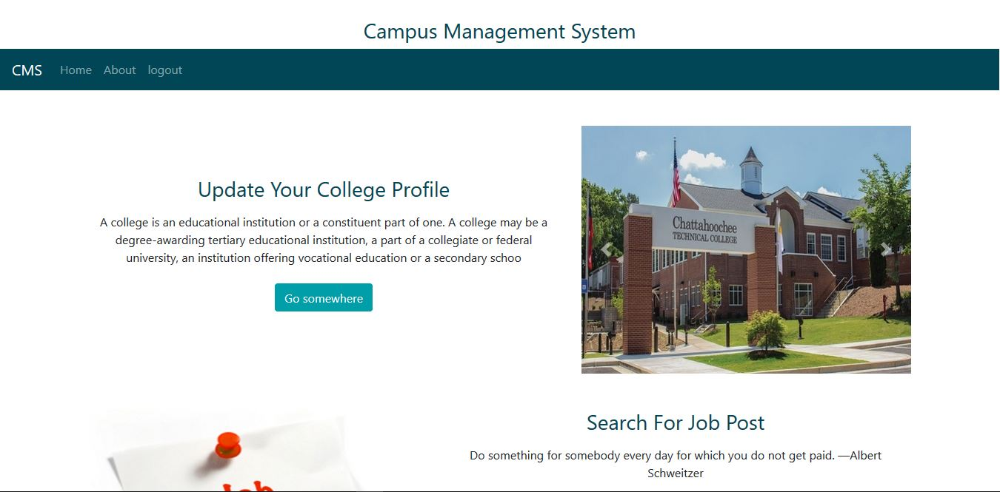 Campus Management System
CMS Home About logout
Update Your College Profile
A college is an educational institution or a constituent part of one. A college may be a
degree-awarding tertiary educational institution, a part of a collegiate or federal
university, an institution offering vocational education or a secondary schoo
Go somewhere
Chattahoochee
TECHNICAL COLLEGE
Search For Job Post
Do something for somebody every day for which you do not get paid. —Albert
Schweitzer
Job